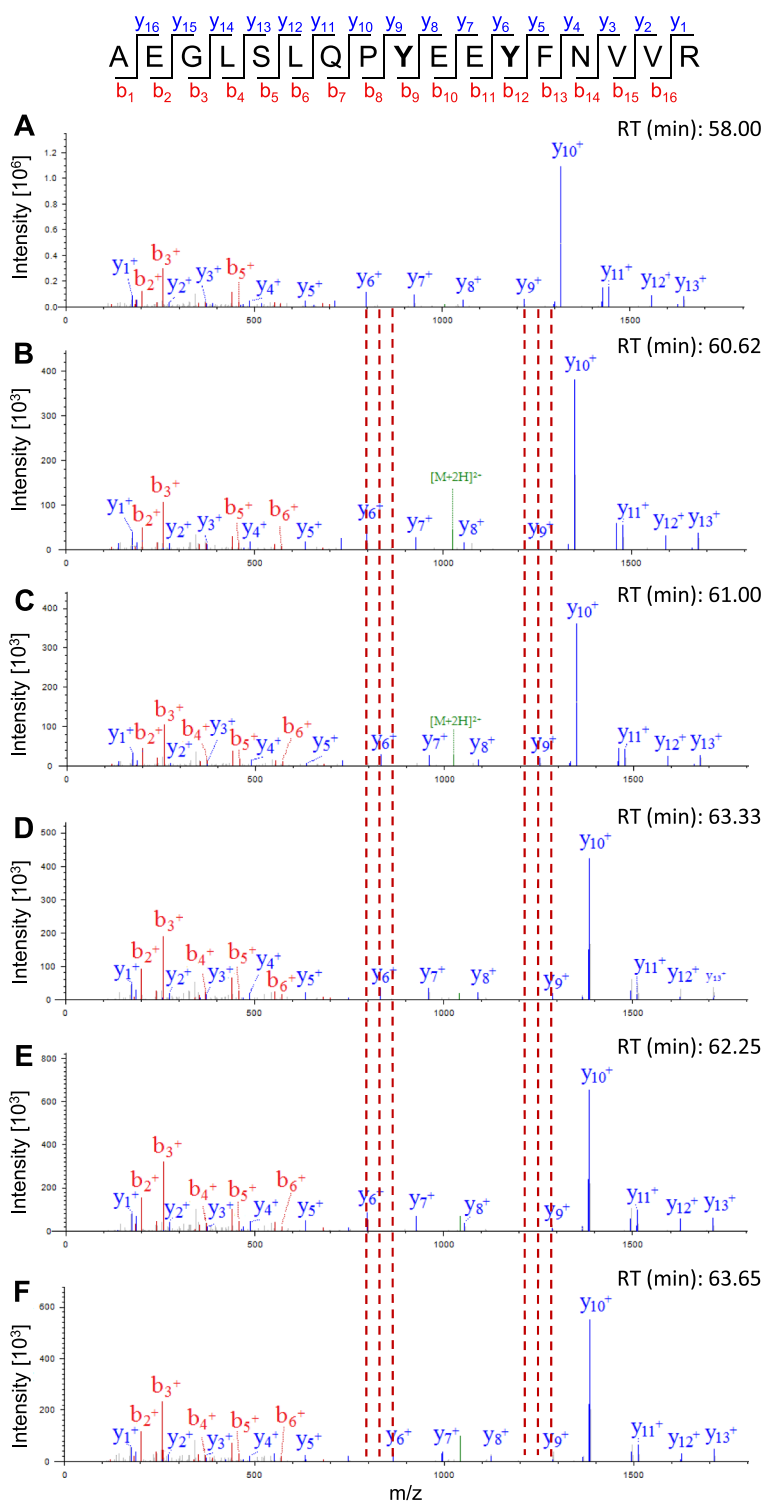 y16 y15 y14 y13 y12 y11 y10 y9 y8 y7 y6 y5 y4 y3 y2 y1
A E G L S L Q P Y E E Y F N V V R
b1 b2 b3 b4 b5 b6 b7 b8 b9 b10 b11 b12 b13 b14 b15 b16
A
RT (min): 58.00
Intensity [10⁶]
1.2
1.0
0.8
0.6
0.4
0.2
0.0
y1+ b2+ b3+ y2+ y3+ b5+ y4+ y5+ y6+ y7+ y8+ y9+ y10+ y11+ y12+ y13+
0 500 1000 1500
B
RT (min): 60.62
Intensity [10³]
400
300
200
100
0
y1+ b2+ b3+ y2+ y3+ b5+ y4+ b6+ y5+ y6+ y7+ [M+2H]²⁺ y8+ y9+ y10+ y11+ y12+ y13+
0 500 1000 1500
C
RT (min): 61.00
Intensity [10³]
400
300
200
100
0
y1+ b2+ b3+ y2+ b4+ y3+ b5+ y4+ b6+ y5+ y6+ y7+ [M+2H]²⁺ y8+ y9+ y10+ y11+ y12+ y13+
0 500 1000 1500
D
RT (min): 63.33
Intensity [10³]
500
400
300
200
100
0
y1+ b2+ b3+ y2+ b4+ y3+ b5+ y4+ b6+ y5+ y6+ y7+ y8+ y9+ y10+ y11+ y12+ y13+
0 500 1000 1500
E
RT (min): 62.25
Intensity [10³]
800
600
400
200
0
y1+ b2+ b3+ y2+ b4+ y3+ b5+ y4+ b6+ y5+ y6+ y7+ y8+ y9+ y10+ y11+ y12+ y13+
0 500 1000 1500
F
RT (min): 63.65
Intensity [10³]
600
400
200
0
y1+ b2+ b3+ y2+ b4+ y3+ b5+ y4+ b6+ y5+ y6+ y7+ y8+ y9+ y10+ y11+ y12+ y13+
0 500 1000 1500
m/z